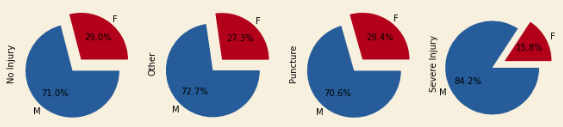 No Injury
F
29.0%
71.0%
M
Other
F
27.3%
72.7%
M
Puncture
F
29.4%
70.6%
M
Severe Injury
F
15.8%
84.2%
M